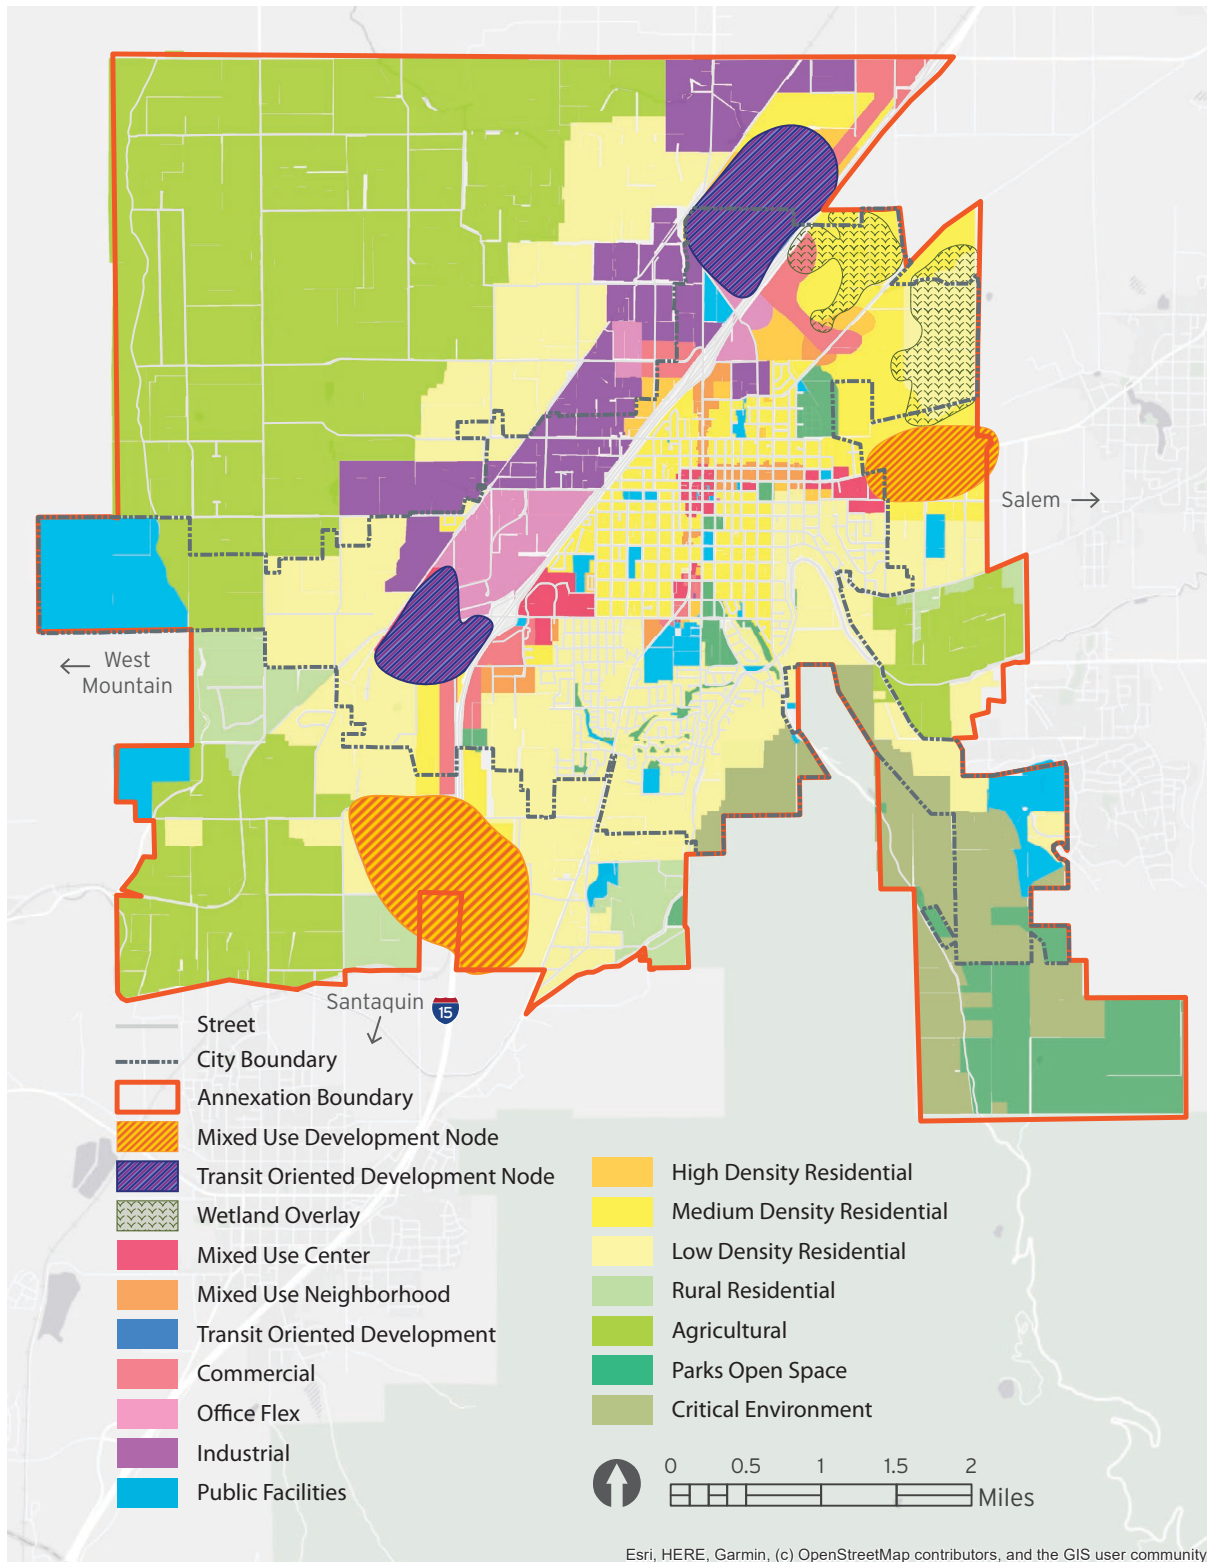 Salem →
← West
Mountain
Santaquin
↓
15
Street
City Boundary
Annexation Boundary
Mixed Use Development Node
Transit Oriented Development Node
Wetland Overlay
Mixed Use Center
Mixed Use Neighborhood
Transit Oriented Development
Commercial
Office Flex
Industrial
Public Facilities
High Density Residential
Medium Density Residential
Low Density Residential
Rural Residential
Agricultural
Parks Open Space
Critical Environment
0 0.5 1 1.5 2
Miles
Esri, HERE, Garmin, (c) OpenStreetMap contributors, and the GIS user community